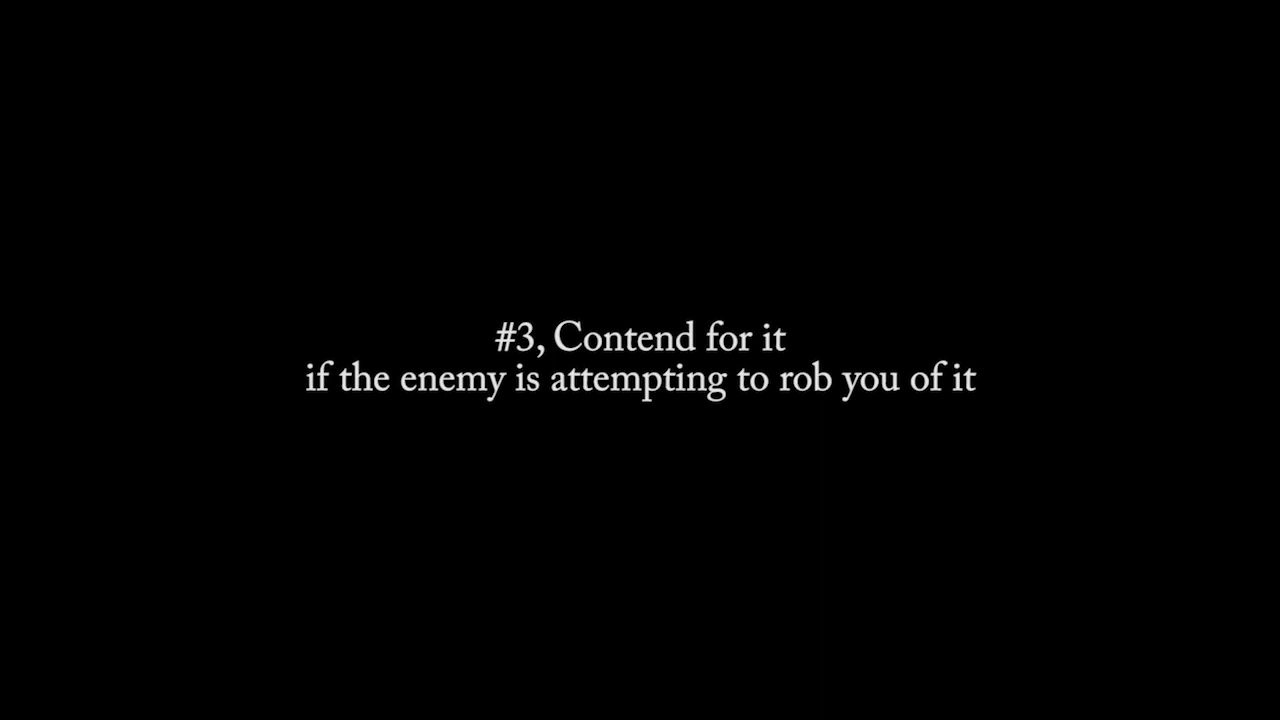 #3, Contend for it
if the enemy is attempting to rob you of it